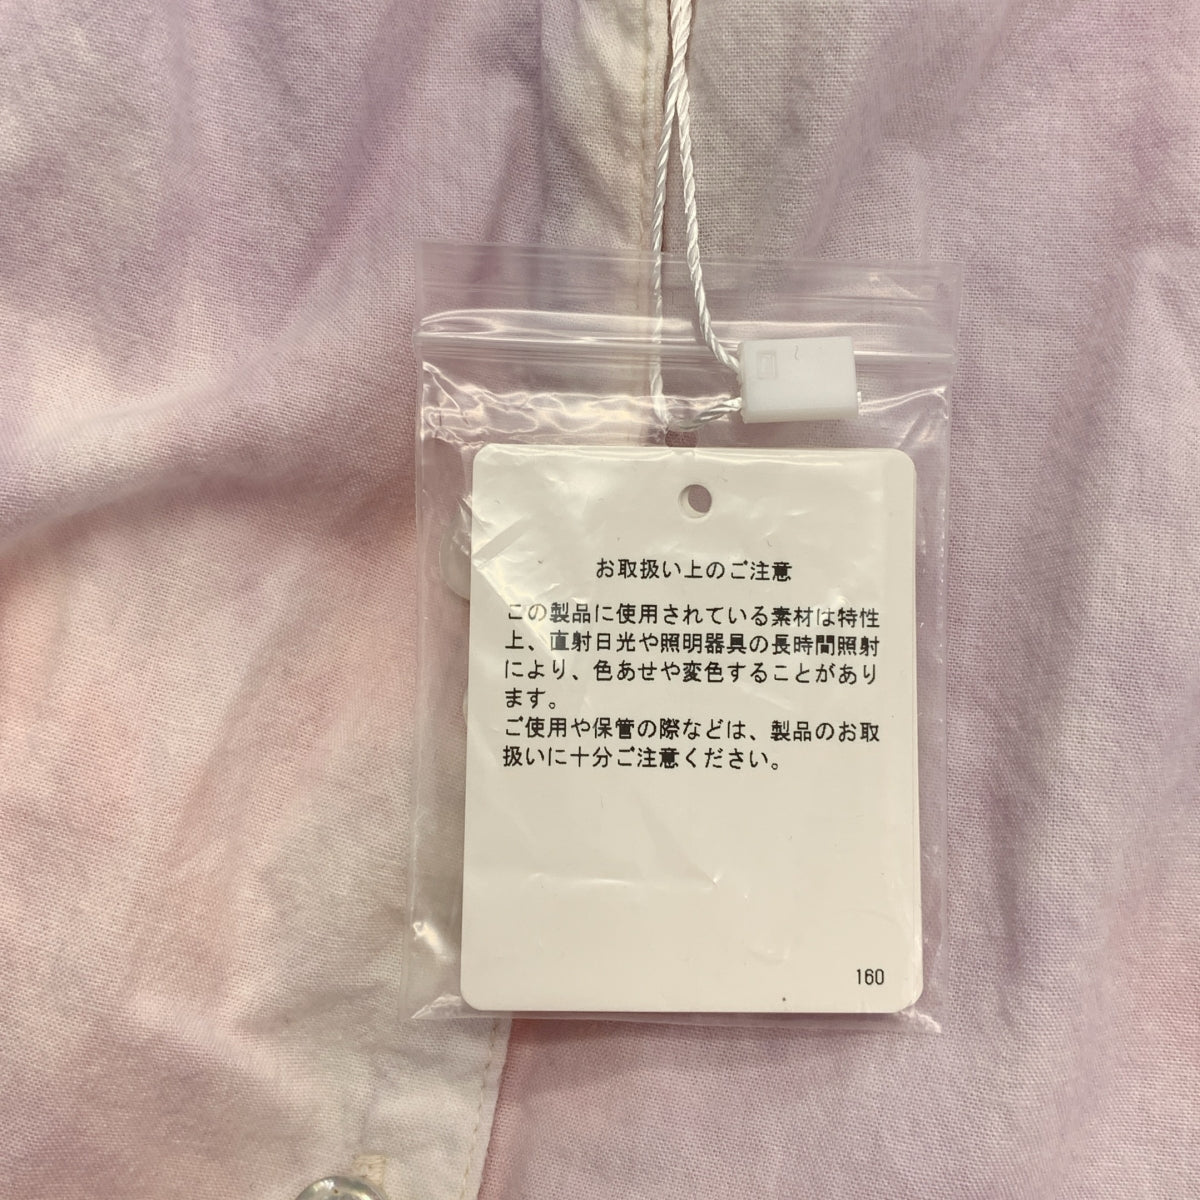 お取扱い上のご注意
この製品に使用されている素材は特性
上、直射日光や照明器具の長時間照射
により、色あせや変色することがあり
ます。
ご使用や保管の際などは、製品のお取
扱いに十分ご注意ください。
160